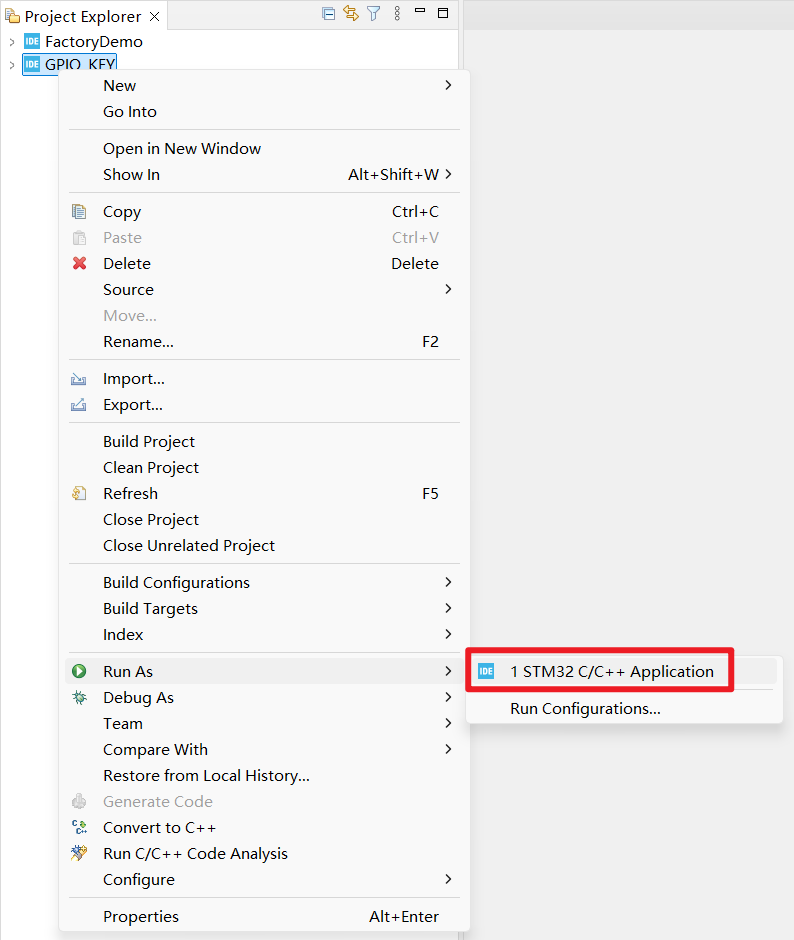 Project Explorer
IDE FactoryDemo
IDE GPIO_KEY
New
Go Into
Open in New Window
Show In Alt+Shift+W
Copy Ctrl+C
Paste Ctrl+V
Delete Delete
Source
Move...
Rename... F2
Import...
Export...
Build Project
Clean Project
Refresh F5
Close Project
Close Unrelated Project
Build Configurations
Build Targets
Index
Run As
IDE 1 STM32 C/C++ Application
Run Configurations...
Debug As
Team
Compare With
Restore from Local History...
Generate Code
Convert to C++
Run C/C++ Code Analysis
Configure
Properties Alt+Enter